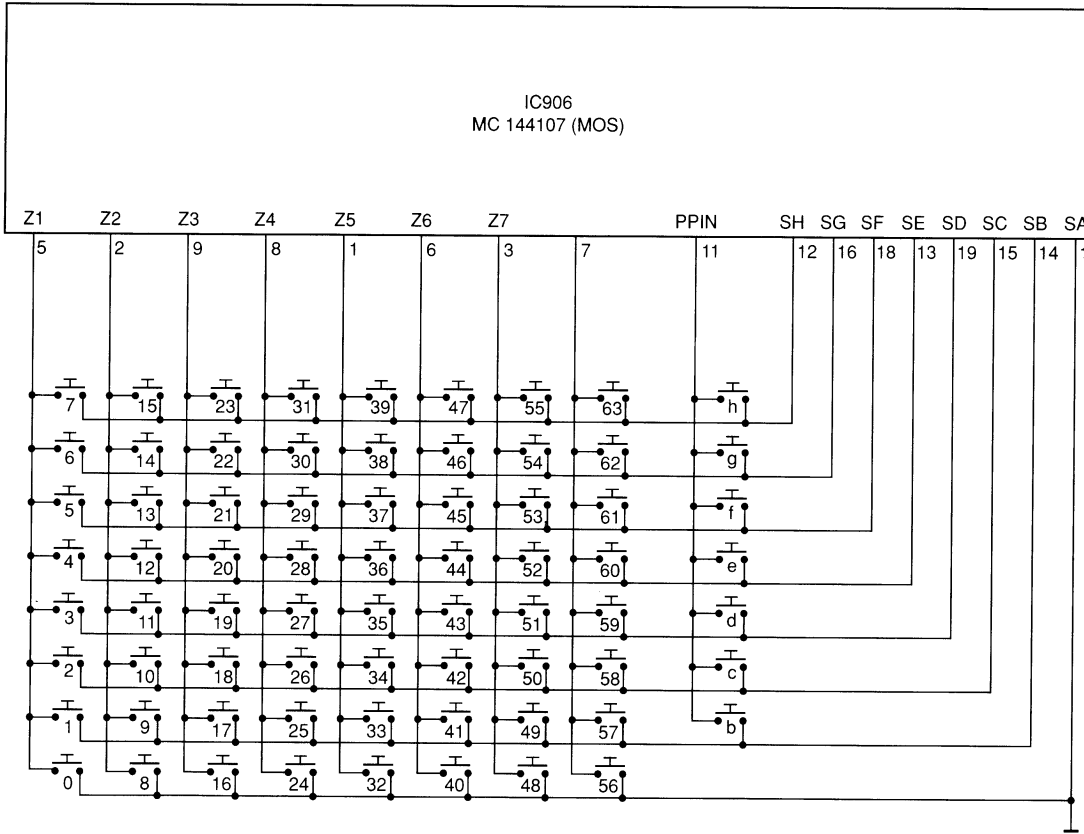 IC906
MC 144107 (MOS)
Z1 Z2 Z3 Z4 Z5 Z6 Z7 PPIN SH SG SF SE SD SC SB SA
5 2 9 8 1 6 3 7 11 12 16 18 13 19 15 14 1
7 15 23 31 39 47 55 63 h
6 14 22 30 38 46 54 62 g
5 13 21 29 37 45 53 61 f
4 12 20 28 36 44 52 60 e
3 11 19 27 35 43 51 59 d
2 10 18 26 34 42 50 58 c
1 9 17 25 33 41 49 57 b
0 8 16 24 32 40 48 56